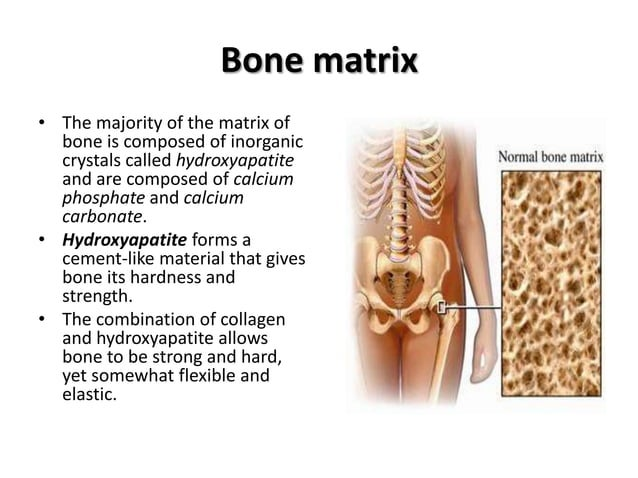 Bone matrix
• The majority of the matrix of
bone is composed of inorganic
crystals called hydroxyapatite
and are composed of calcium
phosphate and calcium
carbonate.
• Hydroxyapatite forms a
cement-like material that gives
bone its hardness and
strength.
• The combination of collagen
and hydroxyapatite allows
bone to be strong and hard,
yet somewhat flexible and
elastic.
Normal bone matrix